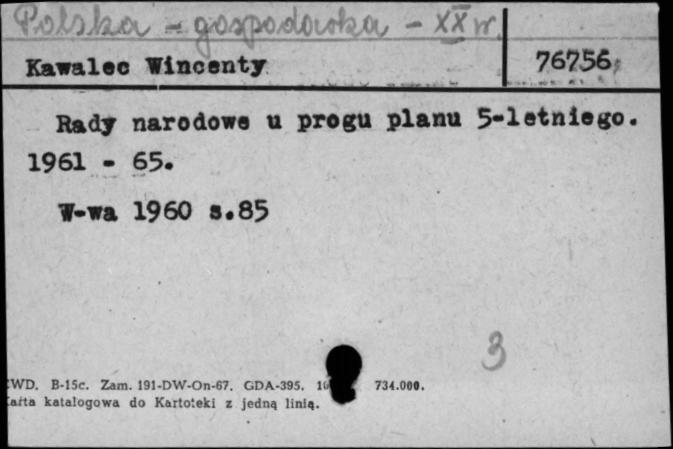 Polska - gospodarka - XX w.
Kawalec Wincenty
76756
Rady narodowe u progu planu 5-letniego.
1961 - 65.
W-wa 1960 s.85
3
WD. B-15c. Zam. 191-DW-On-67. GDA-395. 734.000.
arta katalogowa do Kartoteki z jedną linią.